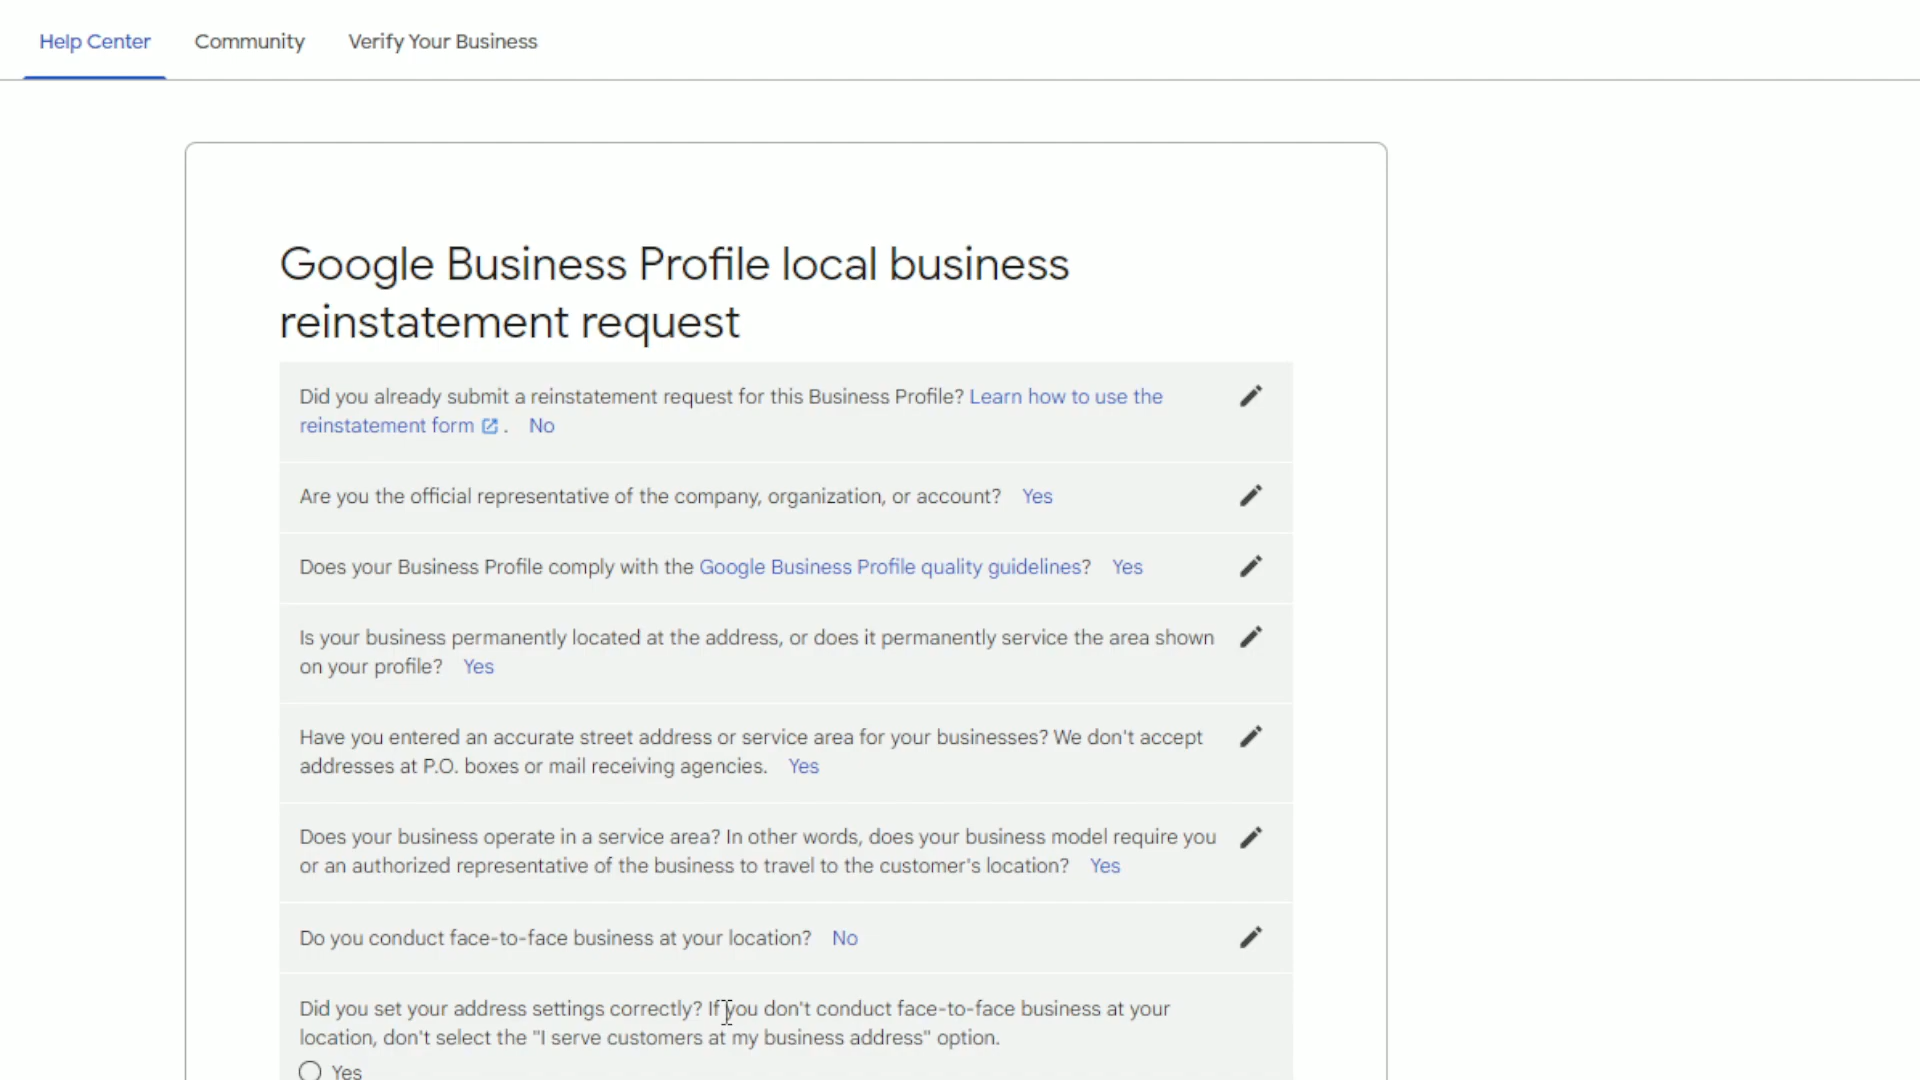 Help Center Community Verify Your Business
Google Business Profile local business
reinstatement request
Did you already submit a reinstatement request for this Business Profile? Learn how to use the
reinstatement form . No
Are you the official representative of the company, organization, or account? Yes
Does your Business Profile comply with the Google Business Profile quality guidelines? Yes
Is your business permanently located at the address, or does it permanently service the area shown
on your profile? Yes
Have you entered an accurate street address or service area for your businesses? We don't accept
addresses at P.O. boxes or mail receiving agencies. Yes
Does your business operate in a service area? In other words, does your business model require you
or an authorized representative of the business to travel to the customer's location? Yes
Do you conduct face-to-face business at your location? No
Did you set your address settings correctly? If you don't conduct face-to-face business at your
location, don't select the "I serve customers at my business address" option.
Yes